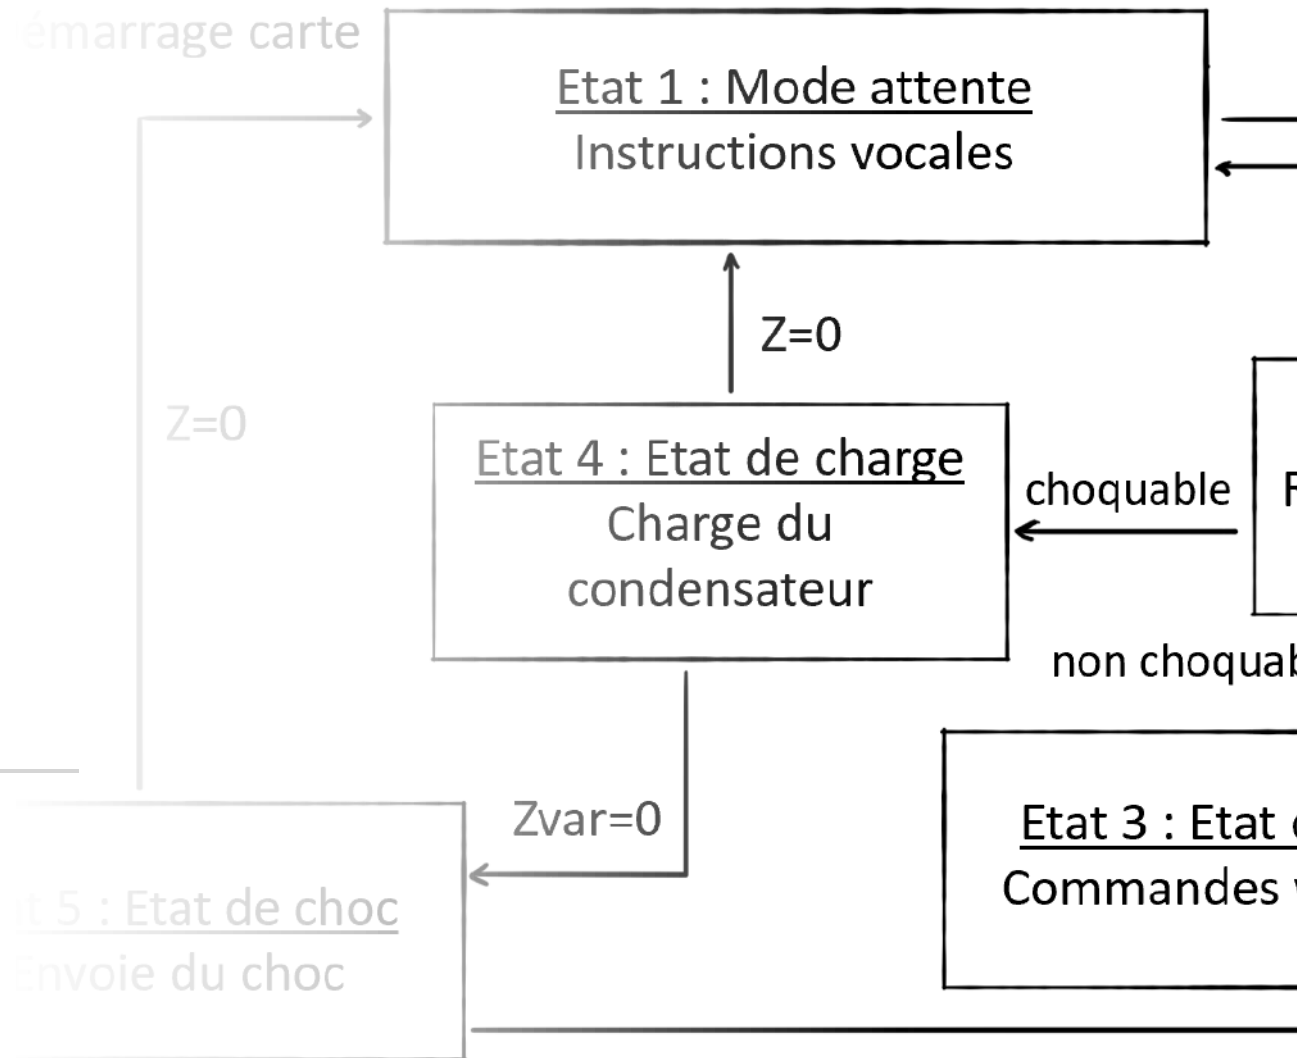 émarrage carte
Etat 1 : Mode attente
Instructions vocales
Z=0
Z=0
Etat 4 : Etat de charge
Charge du
condensateur
choquable
non choquab
Zvar=0
Etat 3 : Etat
Commandes
5 : Etat de choc
Envoie du choc